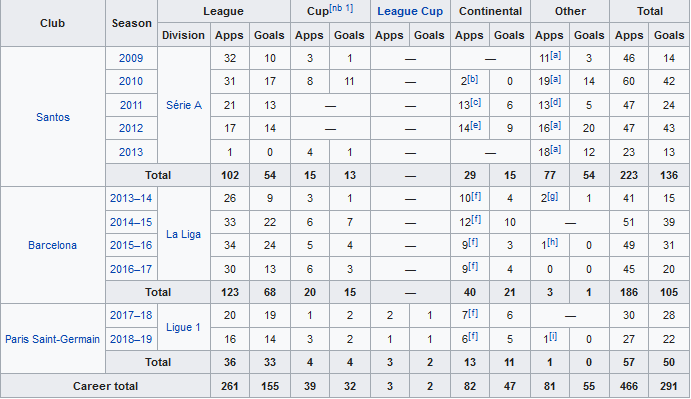 Club Season League Cup[nb 1] League Cup Continental Other Total
Division Apps Goals Apps Goals Apps Goals Apps Goals Apps Goals Apps Goals
Santos 2009 Série A 32 10 3 1 — — 11[a] 3 46 14
2010 31 17 8 11 — 2[b] 0 19[a] 14 60 42
2011 21 13 — — 13[c] 6 13[d] 5 47 24
2012 17 14 — — 14[e] 9 16[a] 20 47 43
2013 1 0 4 1 — — 18[a] 12 23 13
Total 102 54 15 13 — 29 15 77 54 223 136
Barcelona 2013–14 La Liga 26 9 3 1 — 10[f] 4 2[g] 1 41 15
2014–15 33 22 6 7 — 12[f] 10 — 51 39
2015–16 34 24 5 4 — 9[f] 3 1[h] 0 49 31
2016–17 30 13 6 3 — 9[f] 4 0 0 45 20
Total 123 68 20 15 — 40 21 3 1 186 105
Paris Saint-Germain 2017–18 Ligue 1 20 19 1 2 2 1 7[f] 6 — 30 28
2018–19 16 14 3 2 1 1 6[f] 5 1[i] 0 27 22
Total 36 33 4 4 3 2 13 11 1 0 57 50
Career total 261 155 39 32 3 2 82 47 81 55 466 291